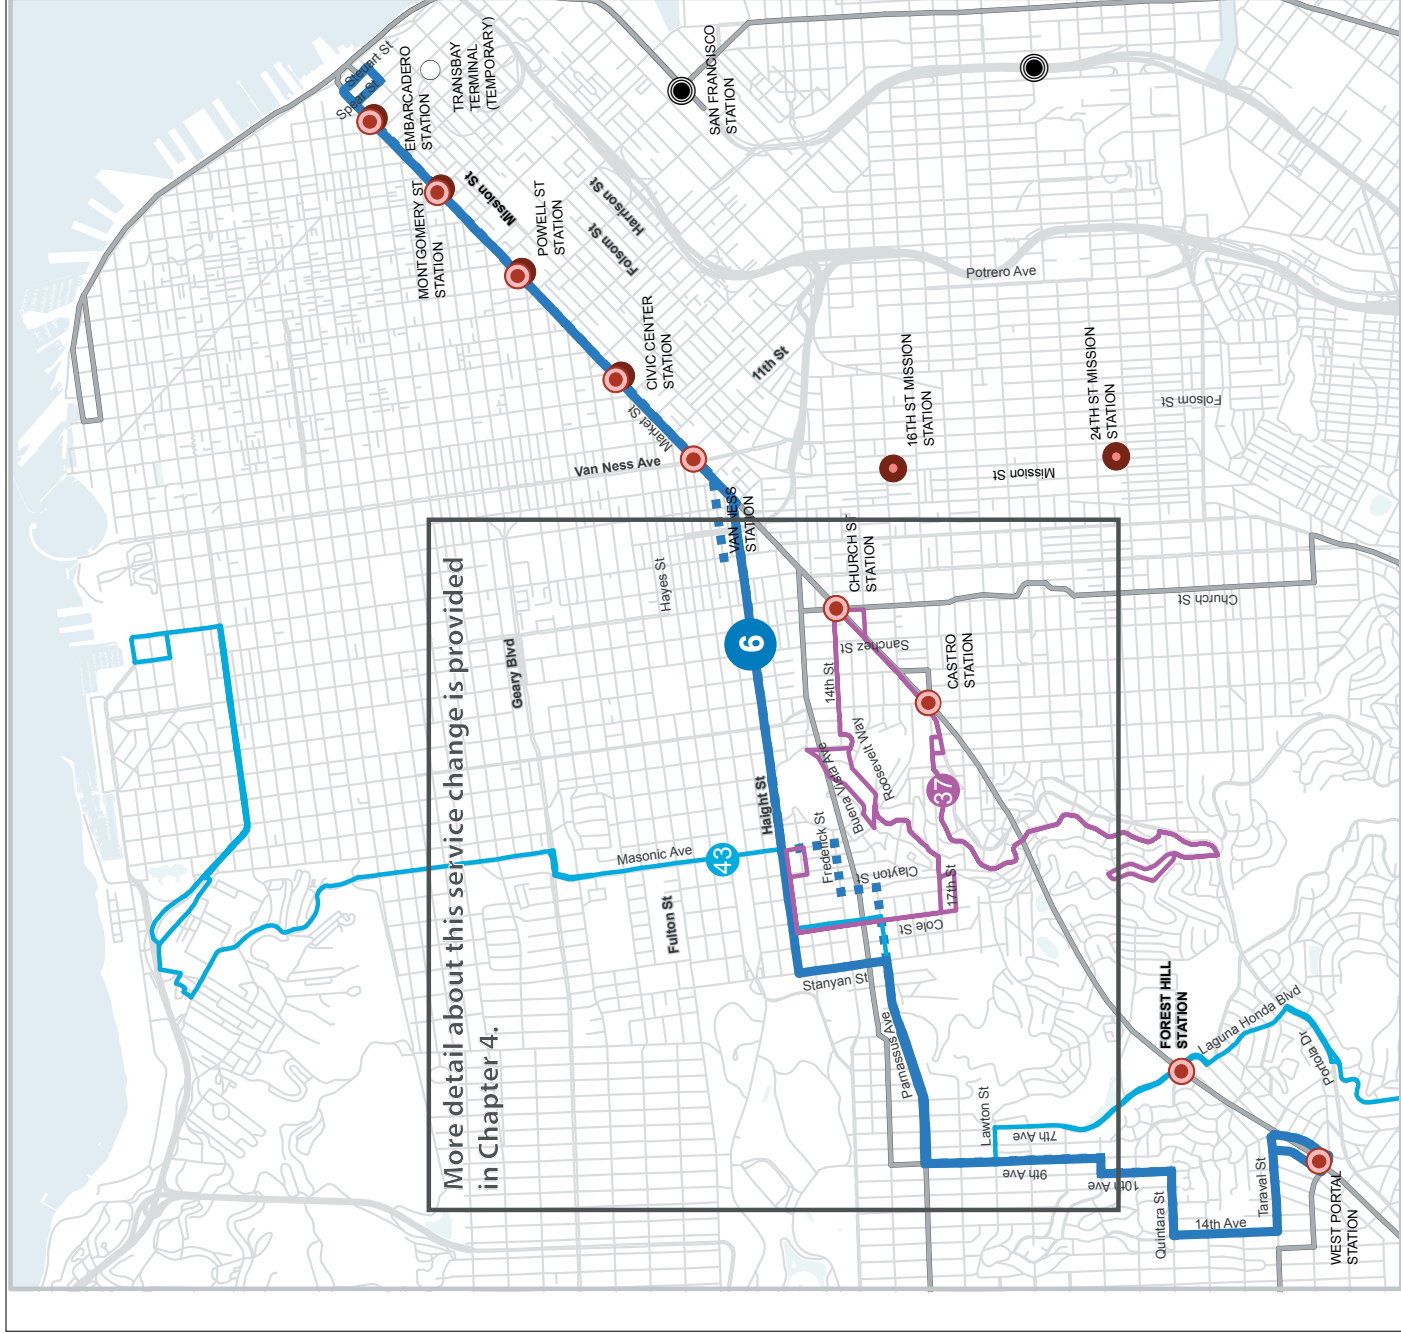 More detail about this service change is provided
in Chapter 4.
Steuart St
Spear St
EMBARCADERO
STATION
TRANSBAY
TERMINAL
(TEMPORARY)
SAN FRANCISCO
STATION
MONTGOMERY ST
STATION
Mission St
POWELL ST
STATION
Harrison St
Folsom St
Potrero Ave
CIVIC CENTER
STATION
11th St
Market St
Van Ness Ave
VAN NESS
STATION
16TH ST MISSION
STATION
24TH ST MISSION
STATION
Folsom St
Mission St
Hayes St
CHURCH ST
STATION
Church St
Geary Blvd
6
Sanchez St
14th St
CASTRO
STATION
Haight St
Buena Vista Ave
Roosevelt Way
37
Masonic Ave
43
Frederick St
Clayton St
17th St
Cole St
Fulton St
Stanyan St
Parnassus Ave
FOREST HILL
STATION
Laguna Honda Blvd
Portola Dr
Lawton St
7th Ave
9th Ave
10th Ave
Quintara St
14th Ave
Taraval St
WEST PORTAL
STATION